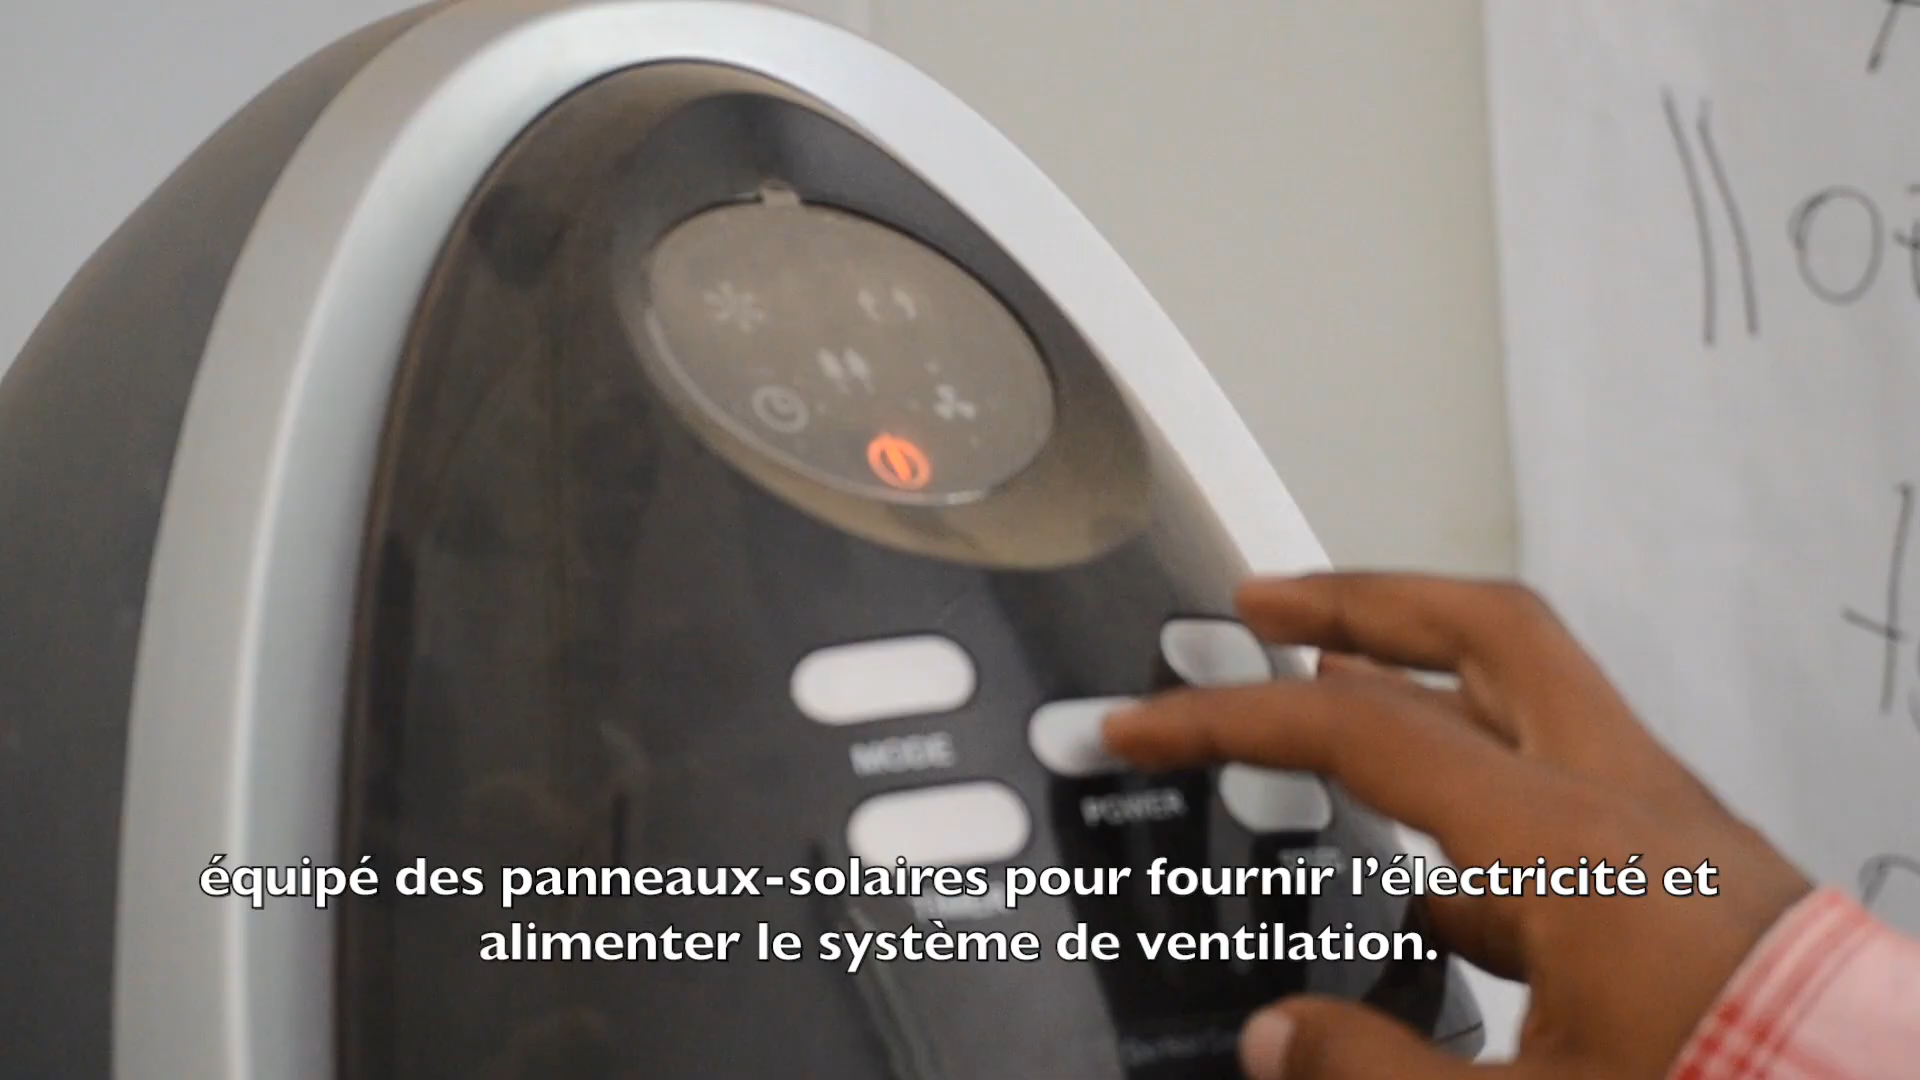 MODE
POWER
équipé des panneaux-solaires pour fournir l’électricité et
alimenter le système de ventilation.